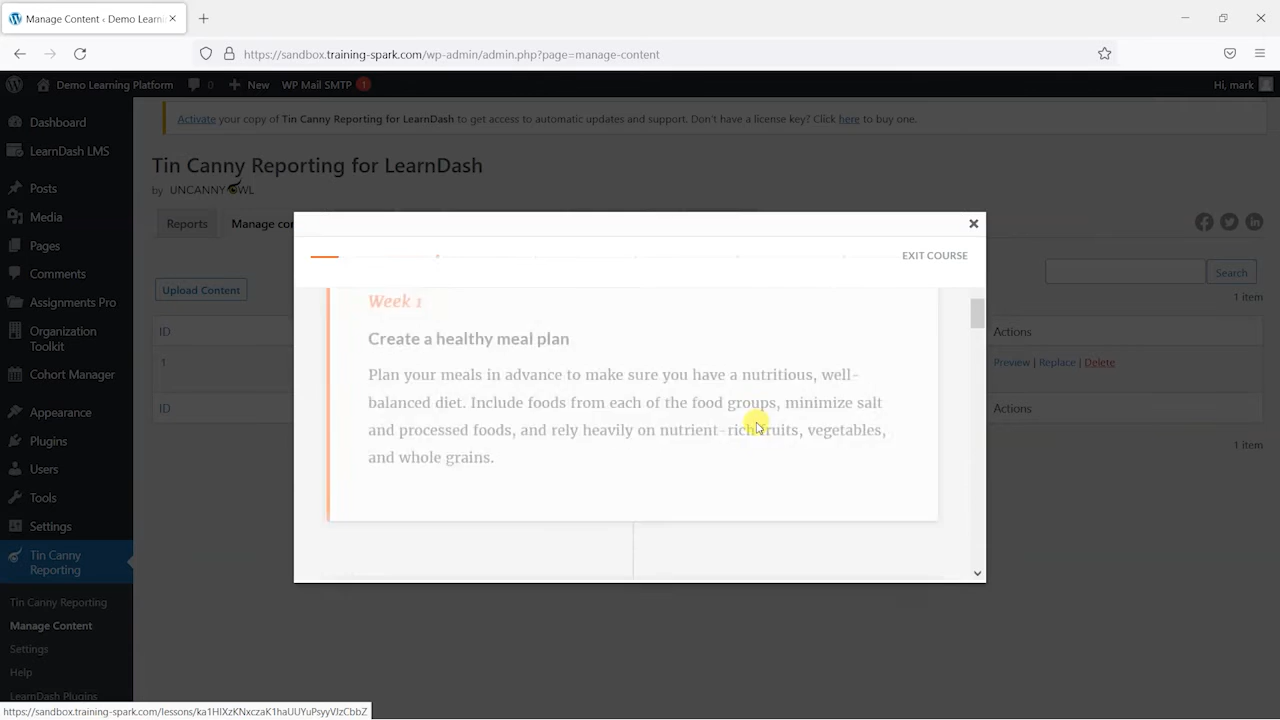 Manage Content ‹ Demo Learni
https://sandbox.training-spark.com/wp-admin/admin.php?page=manage-content
Demo Learning Platform
0
New
WP Mail SMTP
1
Hi, mark
Activate your copy of Tin Canny Reporting for LearnDash to get access to automatic updates and support. Don't have a license key? Click here to buy one.
Dashboard
LearnDash LMS
Posts
Media
Pages
Comments
Assignments Pro
Organization
Toolkit
Cohort Manager
Appearance
Plugins
Users
Tools
Settings
Tin Canny
Reporting
Tin Canny Reporting
Manage Content
Settings
Help
LearnDash Plugins
Tin Canny Reporting for LearnDash
by UNCANNY OWL
Reports
Manage con
Upload Content
Search
1 item
ID
Actions
1
Preview | Replace | Delete
ID
Actions
1 item
EXIT COURSE
Week 1
Create a healthy meal plan
Plan your meals in advance to make sure you have a nutritious, well-
balanced diet. Include foods from each of the food groups, minimize salt
and processed foods, and rely heavily on nutrient-rich fruits, vegetables,
and whole grains.
https://sandbox.training-spark.com/lessons/